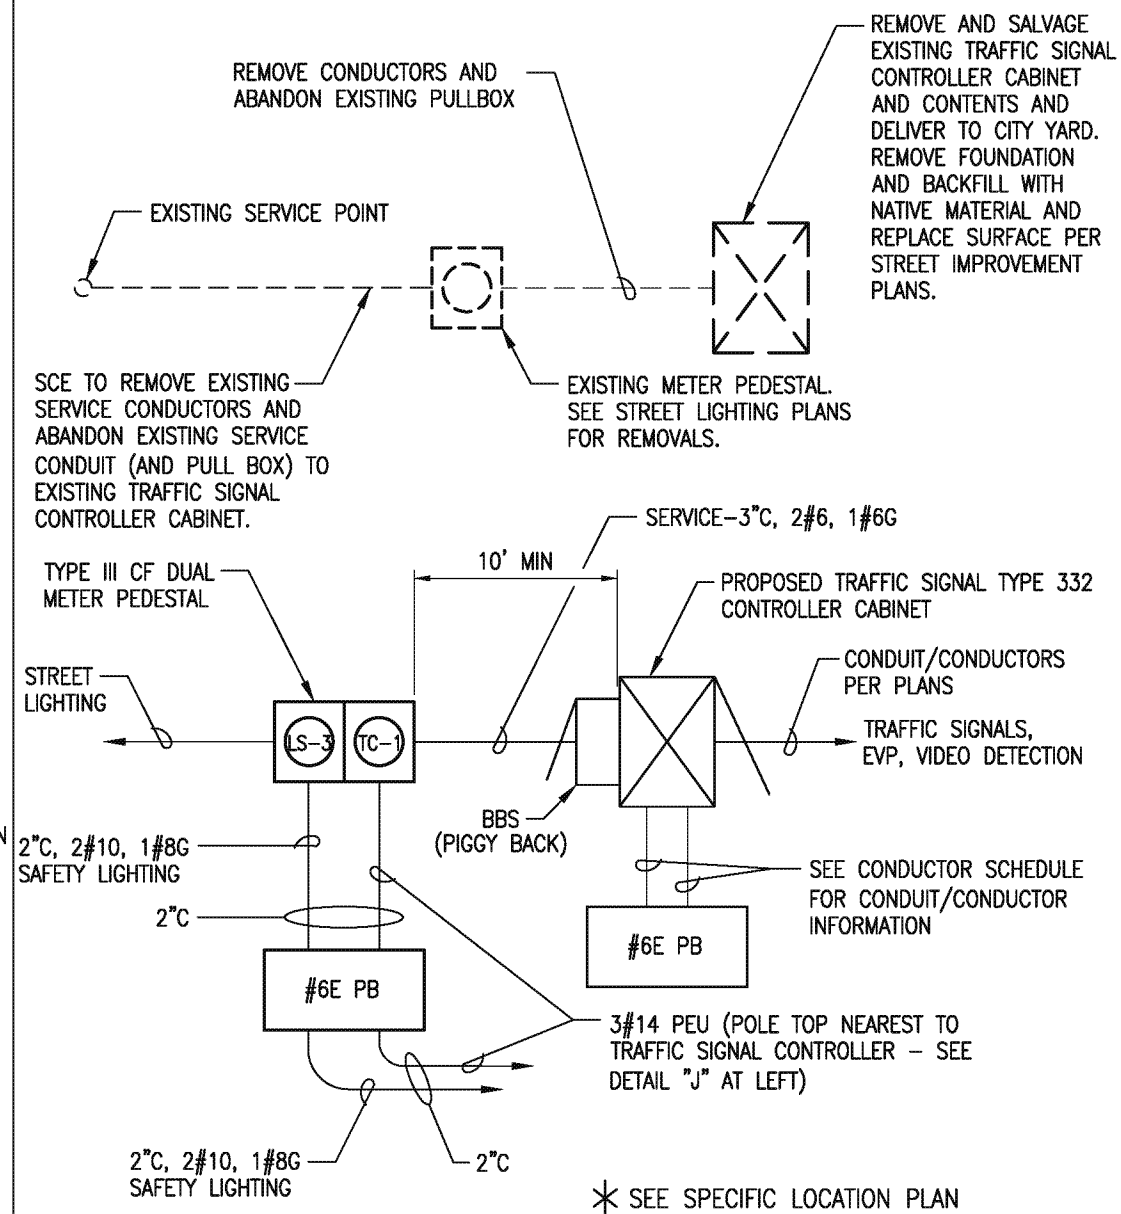 REMOVE AND SALVAGE
EXISTING TRAFFIC SIGNAL
CONTROLLER CABINET
AND CONTENTS AND
DELIVER TO CITY YARD.
REMOVE FOUNDATION
AND BACKFILL WITH
NATIVE MATERIAL AND
REPLACE SURFACE PER
STREET IMPROVEMENT
PLANS.
REMOVE CONDUCTORS AND
ABANDON EXISTING PULLBOX
EXISTING SERVICE POINT
SCE TO REMOVE EXISTING
SERVICE CONDUCTORS AND
ABANDON EXISTING SERVICE
CONDUIT (AND PULL BOX) TO
EXISTING TRAFFIC SIGNAL
CONTROLLER CABINET.
EXISTING METER PEDESTAL.
SEE STREET LIGHTING PLANS
FOR REMOVALS.
SERVICE-3"C, 2#6, 1#6G
10' MIN
TYPE III CF DUAL
METER PEDESTAL
PROPOSED TRAFFIC SIGNAL TYPE 332
CONTROLLER CABINET
STREET
LIGHTING
CONDUIT/CONDUCTORS
PER PLANS
LS-3
TC-1
TRAFFIC SIGNALS,
EVP, VIDEO DETECTION
BBS
(PIGGY BACK)
N
2"C, 2#10, 1#8G
SAFETY LIGHTING
SEE CONDUCTOR SCHEDULE
FOR CONDUIT/CONDUCTOR
INFORMATION
2"C
#6E PB
#6E PB
3#14 PEU (POLE TOP NEAREST TO
TRAFFIC SIGNAL CONTROLLER – SEE
DETAIL "J" AT LEFT)
2"C, 2#10, 1#8G
SAFETY LIGHTING
2"C
* SEE SPECIFIC LOCATION PLAN